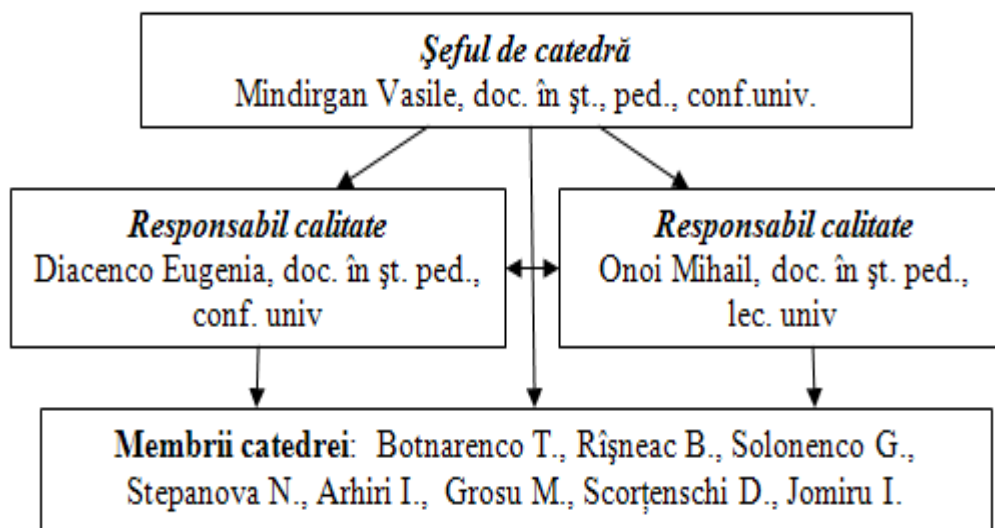 Şeful de catedră
Mindirgan Vasile, doc. în şt., ped., conf.univ.
Responsabil calitate
Diacenco Eugenia, doc. în şt. ped.,
conf. univ
Responsabil calitate
Onoi Mihail, doc. în şt. ped.,
lec. univ
Membrii catedrei: Botnarenco T., Rîşneac B., Solonenco G.,
Stepanova N., Arhiri I., Grosu M., Scorţenschi D., Jomiru I.